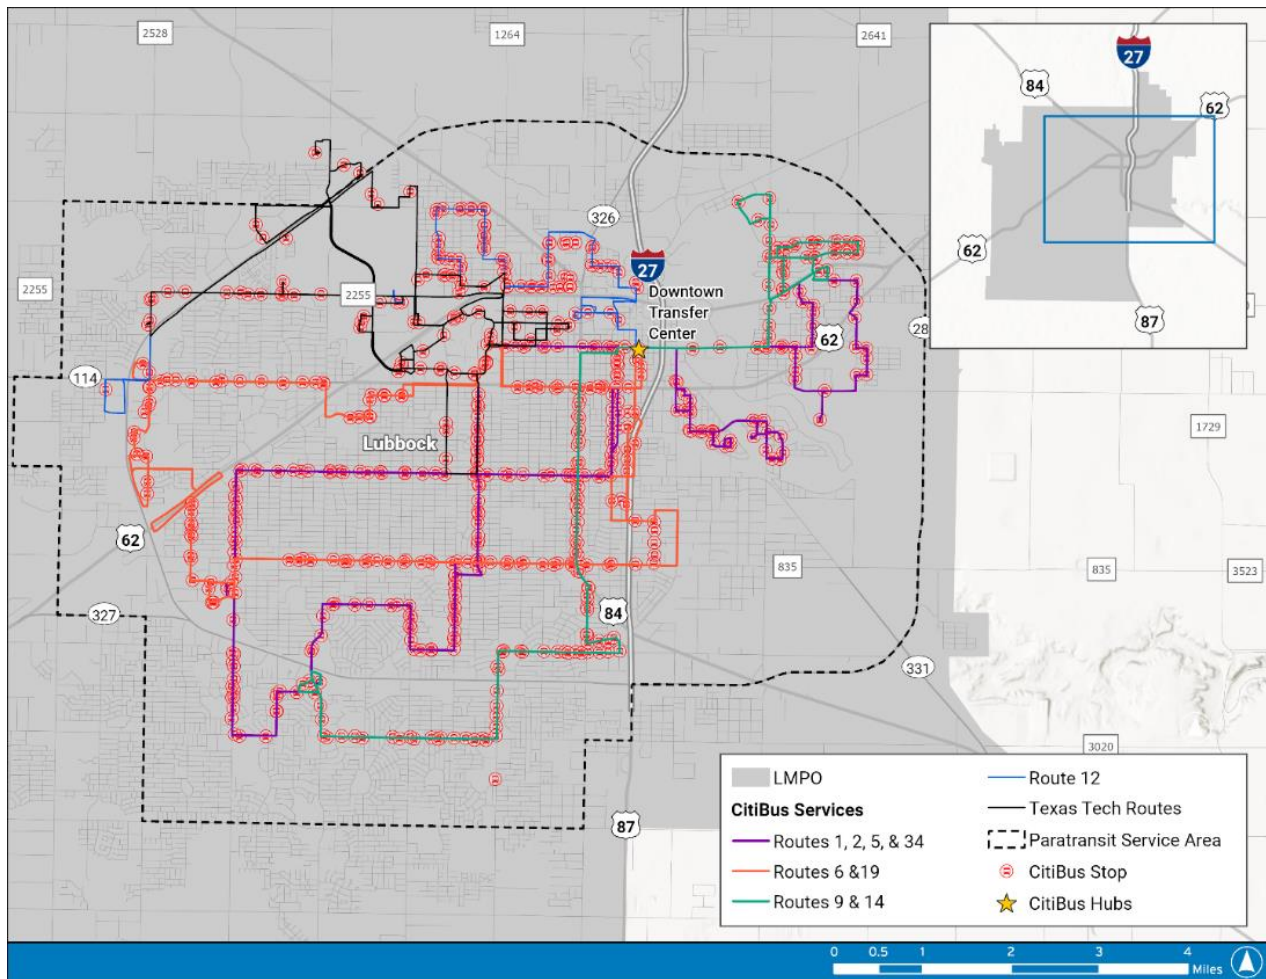 2528
1264
2641
27
84
62
62
87
326
27
2255
2255
Downtown
Transfer
Center
28
62
114
1729
Lubbock
62
835
835
3523
327
84
331
3020
87
LMPO
CitiBus Services
Routes 1, 2, 5, & 34
Routes 6 &19
Routes 9 & 14
Route 12
Texas Tech Routes
Paratransit Service Area
CitiBus Stop
CitiBus Hubs
0 0.5 1 2 3 4
Miles